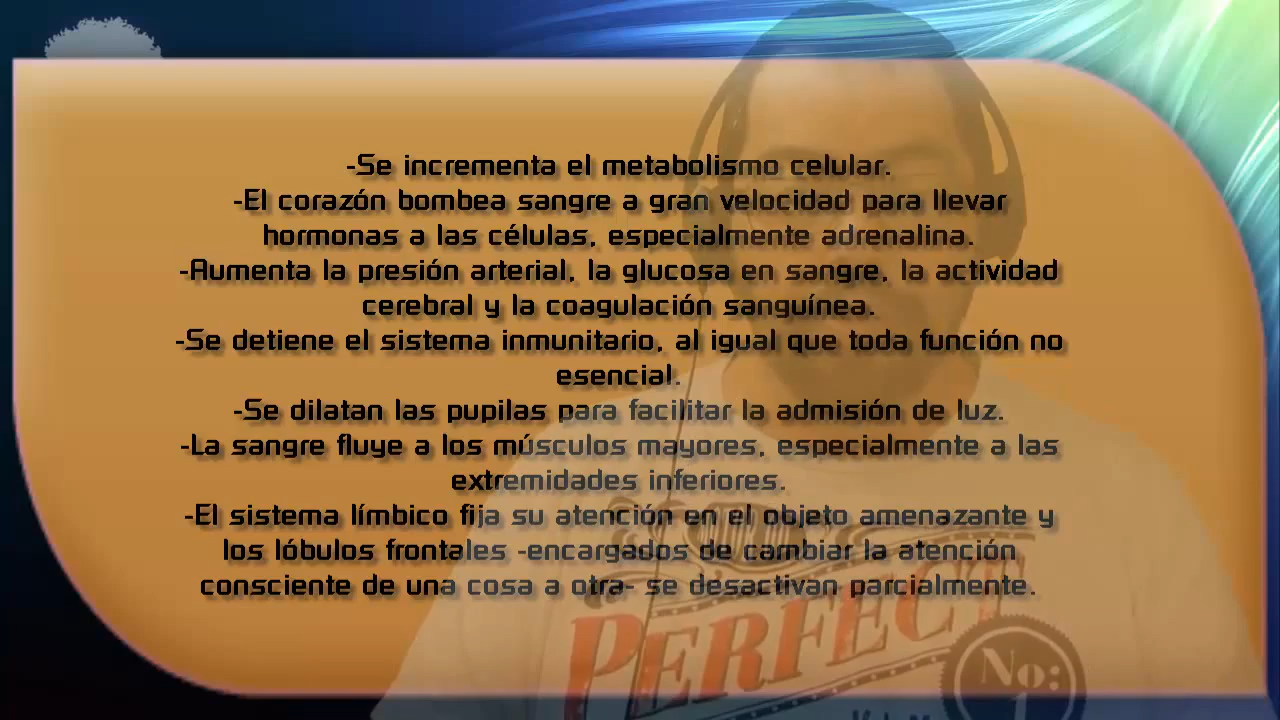 -Se incrementa el metabolismo celular.
-El corazón bombea sangre a gran velocidad para llevar
hormonas a las células, especialmente adrenalina.
-Aumenta la presión arterial, la glucosa en sangre, la actividad
cerebral y la coagulación sanguínea.
-Se detiene el sistema inmunitario, al igual que toda función no
esencial.
-Se dilatan las pupilas para facilitar la admisión de luz.
-La sangre fluye a los músculos mayores, especialmente a las
extremidades inferiores.
-El sistema límbico fija su atención en el objeto amenazante y
los lóbulos frontales -encargados de cambiar la atención
consciente de una cosa a otra- se desactivan parcialmente.
PERFECT
No:
1